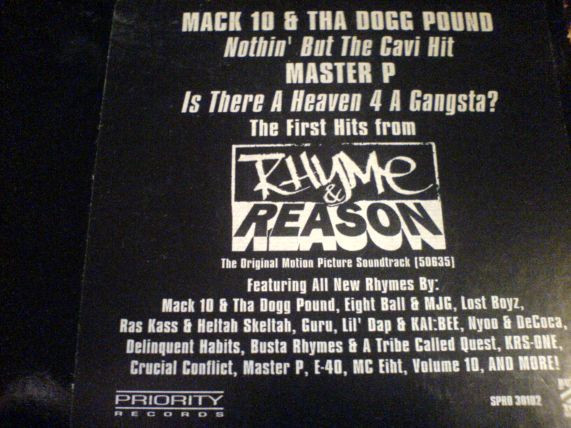 MACK 10 & THA DOGG POUND
Nothin' But The Cavi Hit
MASTER P
Is There A Heaven 4 A Gangsta?
The First Hits from
RHYME
&
REASON
The Original Motion Picture Soundtrack [50635]
Featuring All New Rhymes By:
Mack 10 & Tha Dogg Pound, Eight Ball & MJG, Lost Boyz,
Ras Kass & Heltah Skeltah, Guru, Lil' Dap & KAI:BEE, Nyoo & DeCoca,
Delinquent Habits, Busta Rhymes & A Tribe Called Quest, KRS-ONE,
Crucial Conflict, Master P, E-40, MC Eiht, Volume 10, AND MORE!
PRIORITY
RECORDS
SPRO 30102